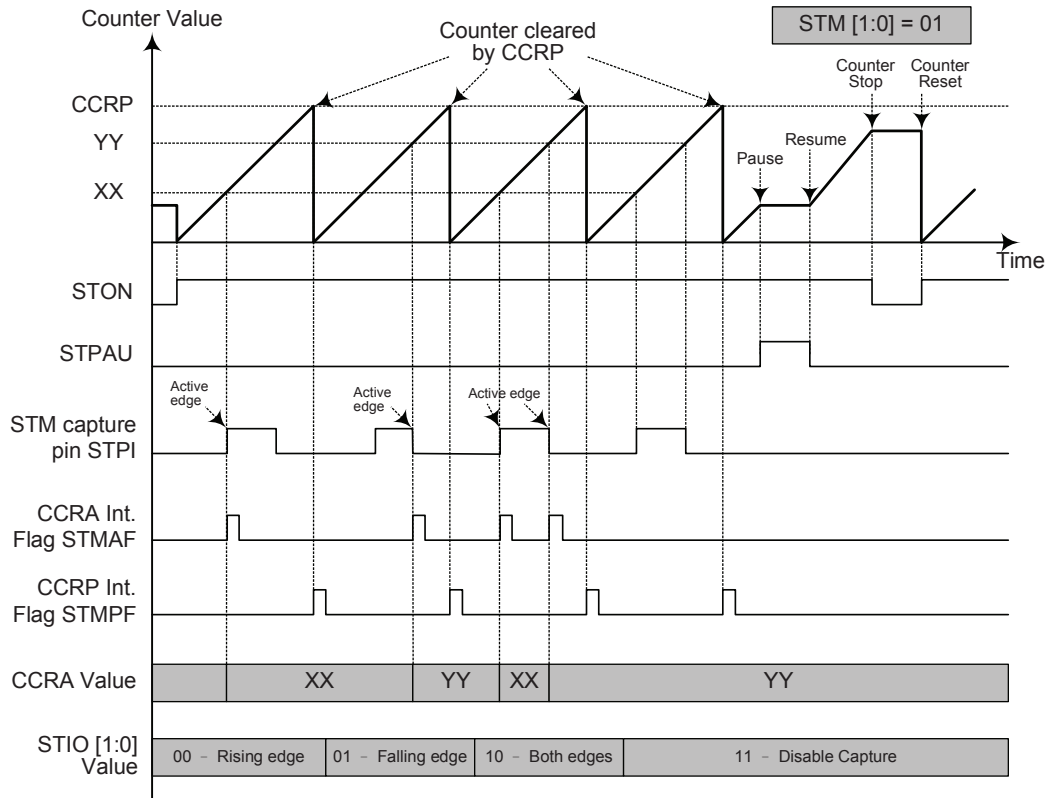 Counter Value
STM [1:0] = 01
Counter cleared
by CCRP
Counter
Stop
Counter
Reset
CCRP
YY
XX
Pause
Resume
Time
STON
STPAU
Active
edge
Active
edge
Active edge
Active edge
STM capture
pin STPI
CCRA Int.
Flag STMAF
CCRP Int.
Flag STMPF
CCRA Value
XX
YY
XX
YY
STIO [1:0]
Value
00 – Rising edge
01 – Falling edge
10 – Both edges
11 – Disable Capture